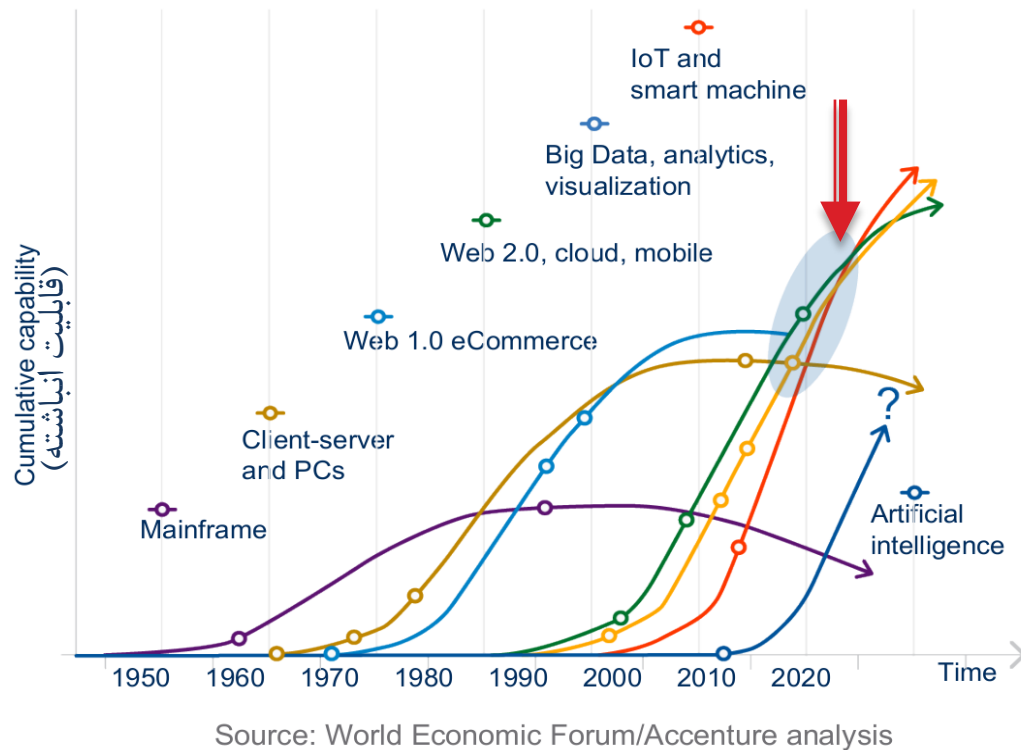 IoT and
smart machine
Big Data, analytics,
visualization
Web 2.0, cloud, mobile
Web 1.0 eCommerce
Client-server
and PCs
Mainframe
?
Artificial
intelligence
Cumulative capability
(قابلیت انباشته)
1950 1960 1970 1980 1990 2000 2010 2020 Time
Source: World Economic Forum/Accenture analysis